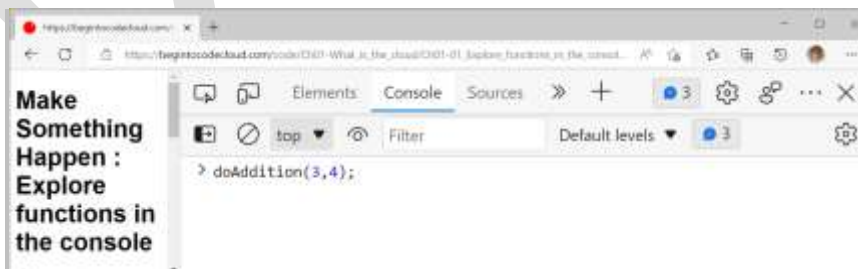 Elements Console Sources 3
Make
Something
Happen :
Explore
functions in
the console
top Filter Default levels 3
> doAddition(3,4);